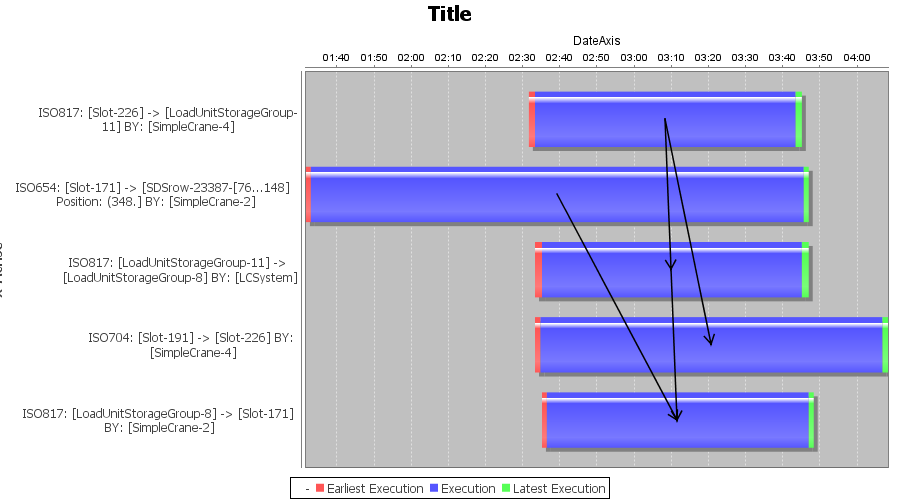 Title
DateAxis
01:40 01:50 02:00 02:10 02:20 02:30 02:40 02:50 03:00 03:10 03:20 03:30 03:40 03:50 04:00
ISO817: [Slot-226] -> [LoadUnitStorageGroup-
11] BY: [SimpleCrane-4]
ISO654: [Slot-171] -> [SDSrow-23387-[76...148]
Position: (348.] BY: [SimpleCrane-2]
ISO817: [LoadUnitStorageGroup-11] ->
[LoadUnitStorageGroup-8] BY: [LCSystem]
ISO704: [Slot-191] -> [Slot-226] BY:
[SimpleCrane-4]
ISO817: [LoadUnitStorageGroup-8] -> [Slot-171]
BY: [SimpleCrane-2]
- Earliest Execution Execution Latest Execution